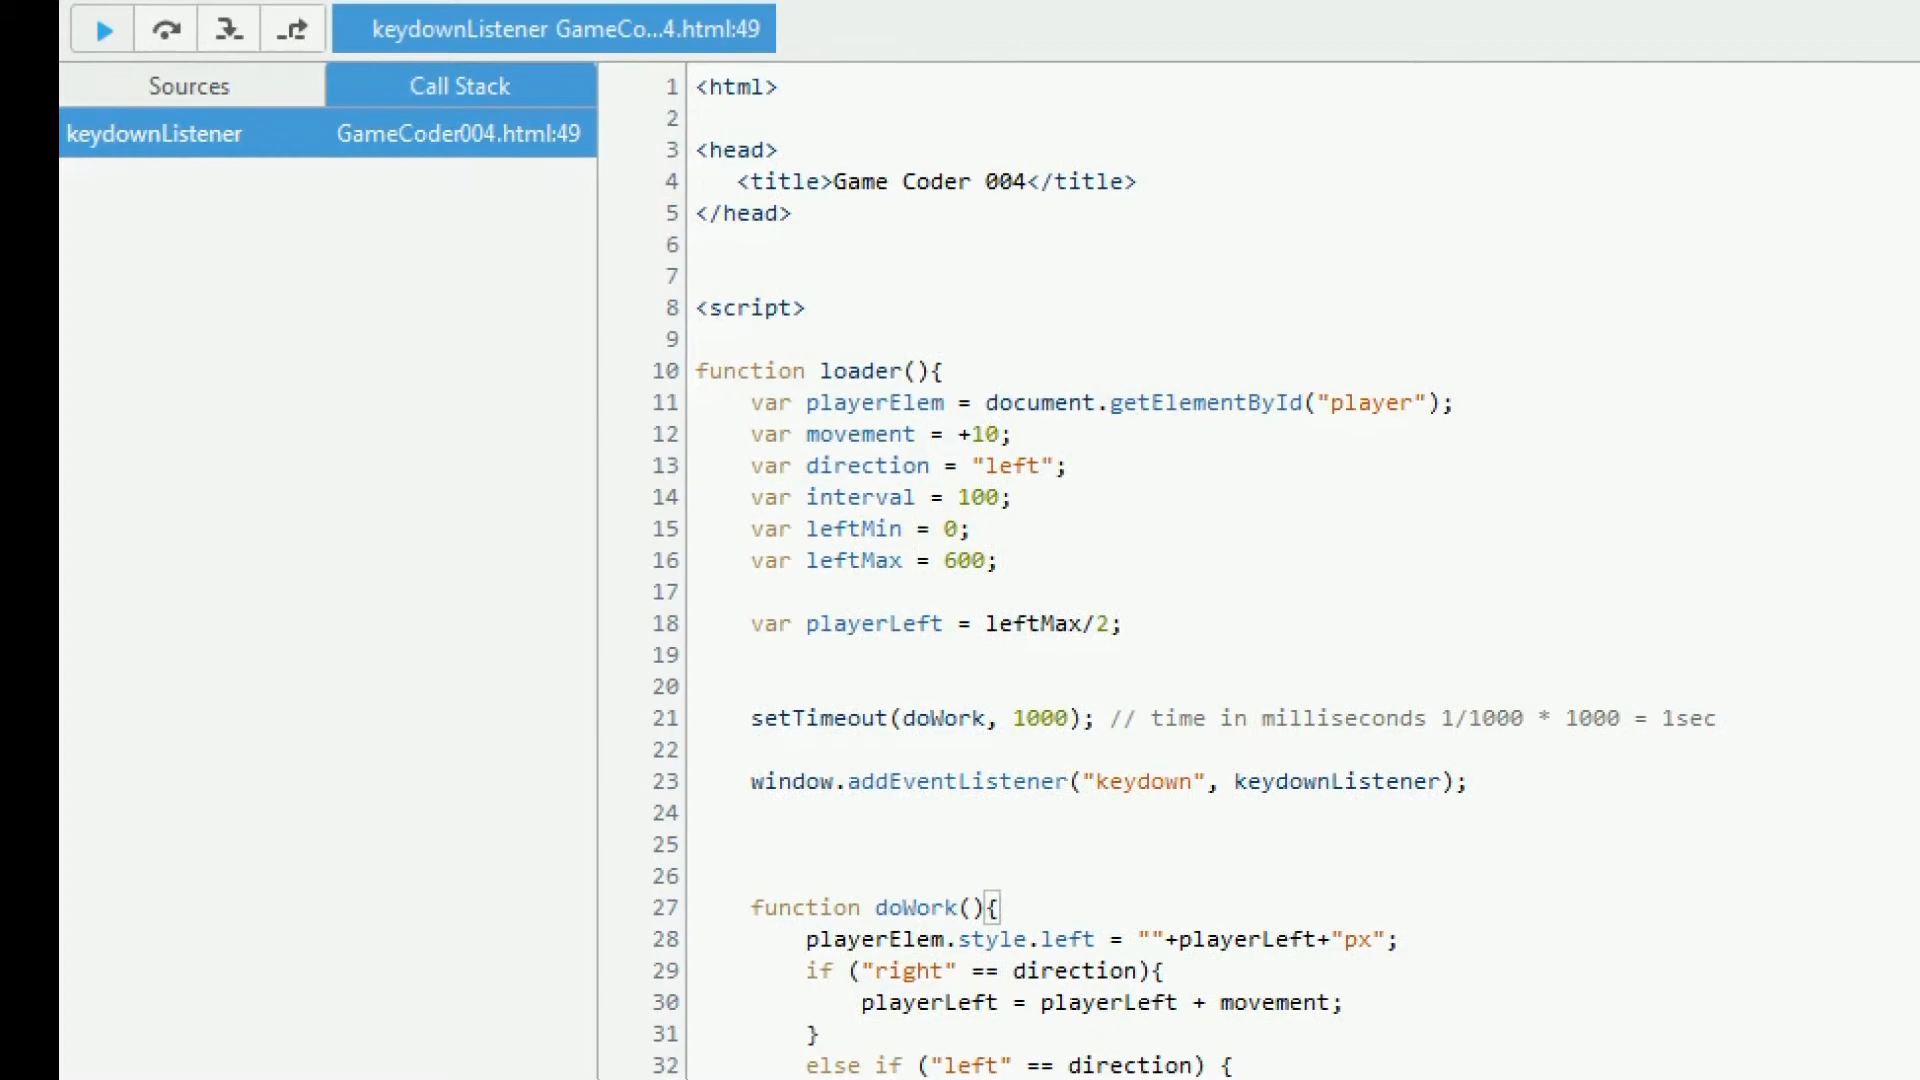 keydownListener GameCo...4.html:49
Sources
Call Stack
keydownListener GameCoder004.html:49
1 <html>
2
3 <head>
4 <title>Game Coder 004</title>
5 </head>
6
7
8 <script>
9
10 function loader(){
11 var playerElem = document.getElementById("player");
12 var movement = +10;
13 var direction = "left";
14 var interval = 100;
15 var leftMin = 0;
16 var leftMax = 600;
17
18 var playerLeft = leftMax/2;
19
20
21 setTimeout(doWork, 1000); // time in milliseconds 1/1000 * 1000 = 1sec
22
23 window.addEventListener("keydown", keydownListener);
24
25
26
27 function doWork(){
28 playerElem.style.left = ""+playerLeft+"px";
29 if ("right" == direction){
30 playerLeft = playerLeft + movement;
31 }
32 else if ("left" == direction) {